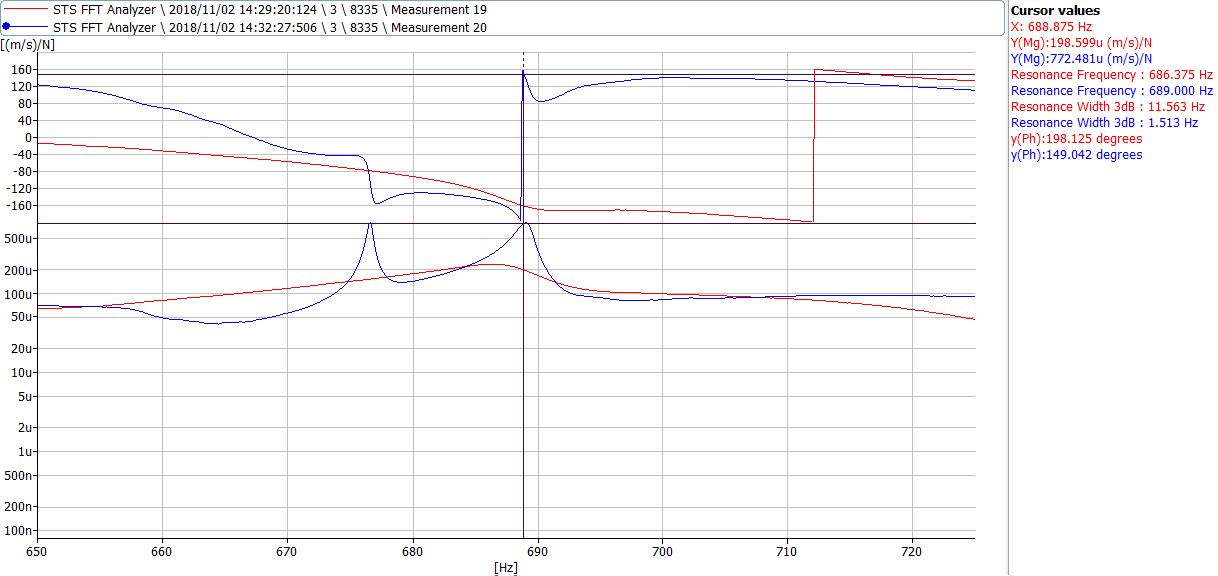 STS FFT Analyzer \ 2018/11/02 14:29:20:124 \ 3 \ 8335 \ Measurement 19
STS FFT Analyzer \ 2018/11/02 14:32:27:506 \ 3 \ 8335 \ Measurement 20
[(m/s)/N]
160
120
80
40
0
-40
-80
-120
-160
500u
200u
100u
50u
20u
10u
5u
2u
1u
500n
200n
100n
650 660 670 680 690 700 710 720
[Hz]
Cursor values
X: 688.875 Hz
Y(Mg):198.599u (m/s)/N
Y(Mg):772.481u (m/s)/N
Resonance Frequency : 686.375 Hz
Resonance Frequency : 689.000 Hz
Resonance Width 3dB : 11.563 Hz
Resonance Width 3dB : 1.513 Hz
y(Ph):198.125 degrees
y(Ph):149.042 degrees